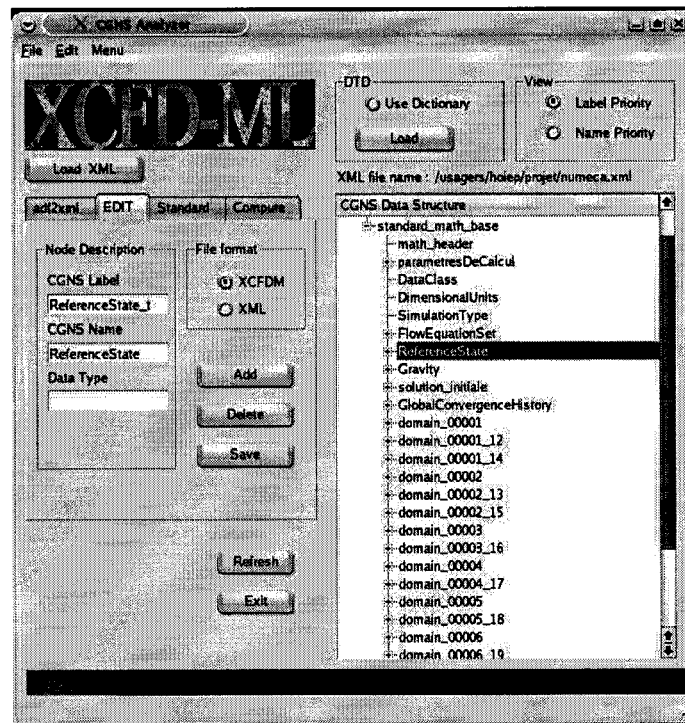 CGNS Analyzer
File Edit Menu
XCFD-ML
Load XML
DTD
Use Dictionary
Load
View
Label Priority
Name Priority
XML file name : /usagers/hoiep/projet/numeca.xml
adf2xml EDIT Standard Compute
Node Description
CGNS Label
ReferenceState_t
CGNS Name
ReferenceState
Data Type
File format
XCFDM
XML
Add
Delete
Save
Refresh
Exit
CGNS Data Structure
standard_math_base
math_header
parametresDeCalcul
DataClass
DimensionalUnits
SimulationType
FlowEquationSet
ReferenceState
Gravity
solution_initiale
GlobalConvergenceHistory
domain_00001
domain_00001_12
domain_00001_14
domain_00002
domain_00002_13
domain_00002_15
domain_00003
domain_00003_16
domain_00004
domain_00004_17
domain_00005
domain_00005_18
domain_00006
domain_00006_19